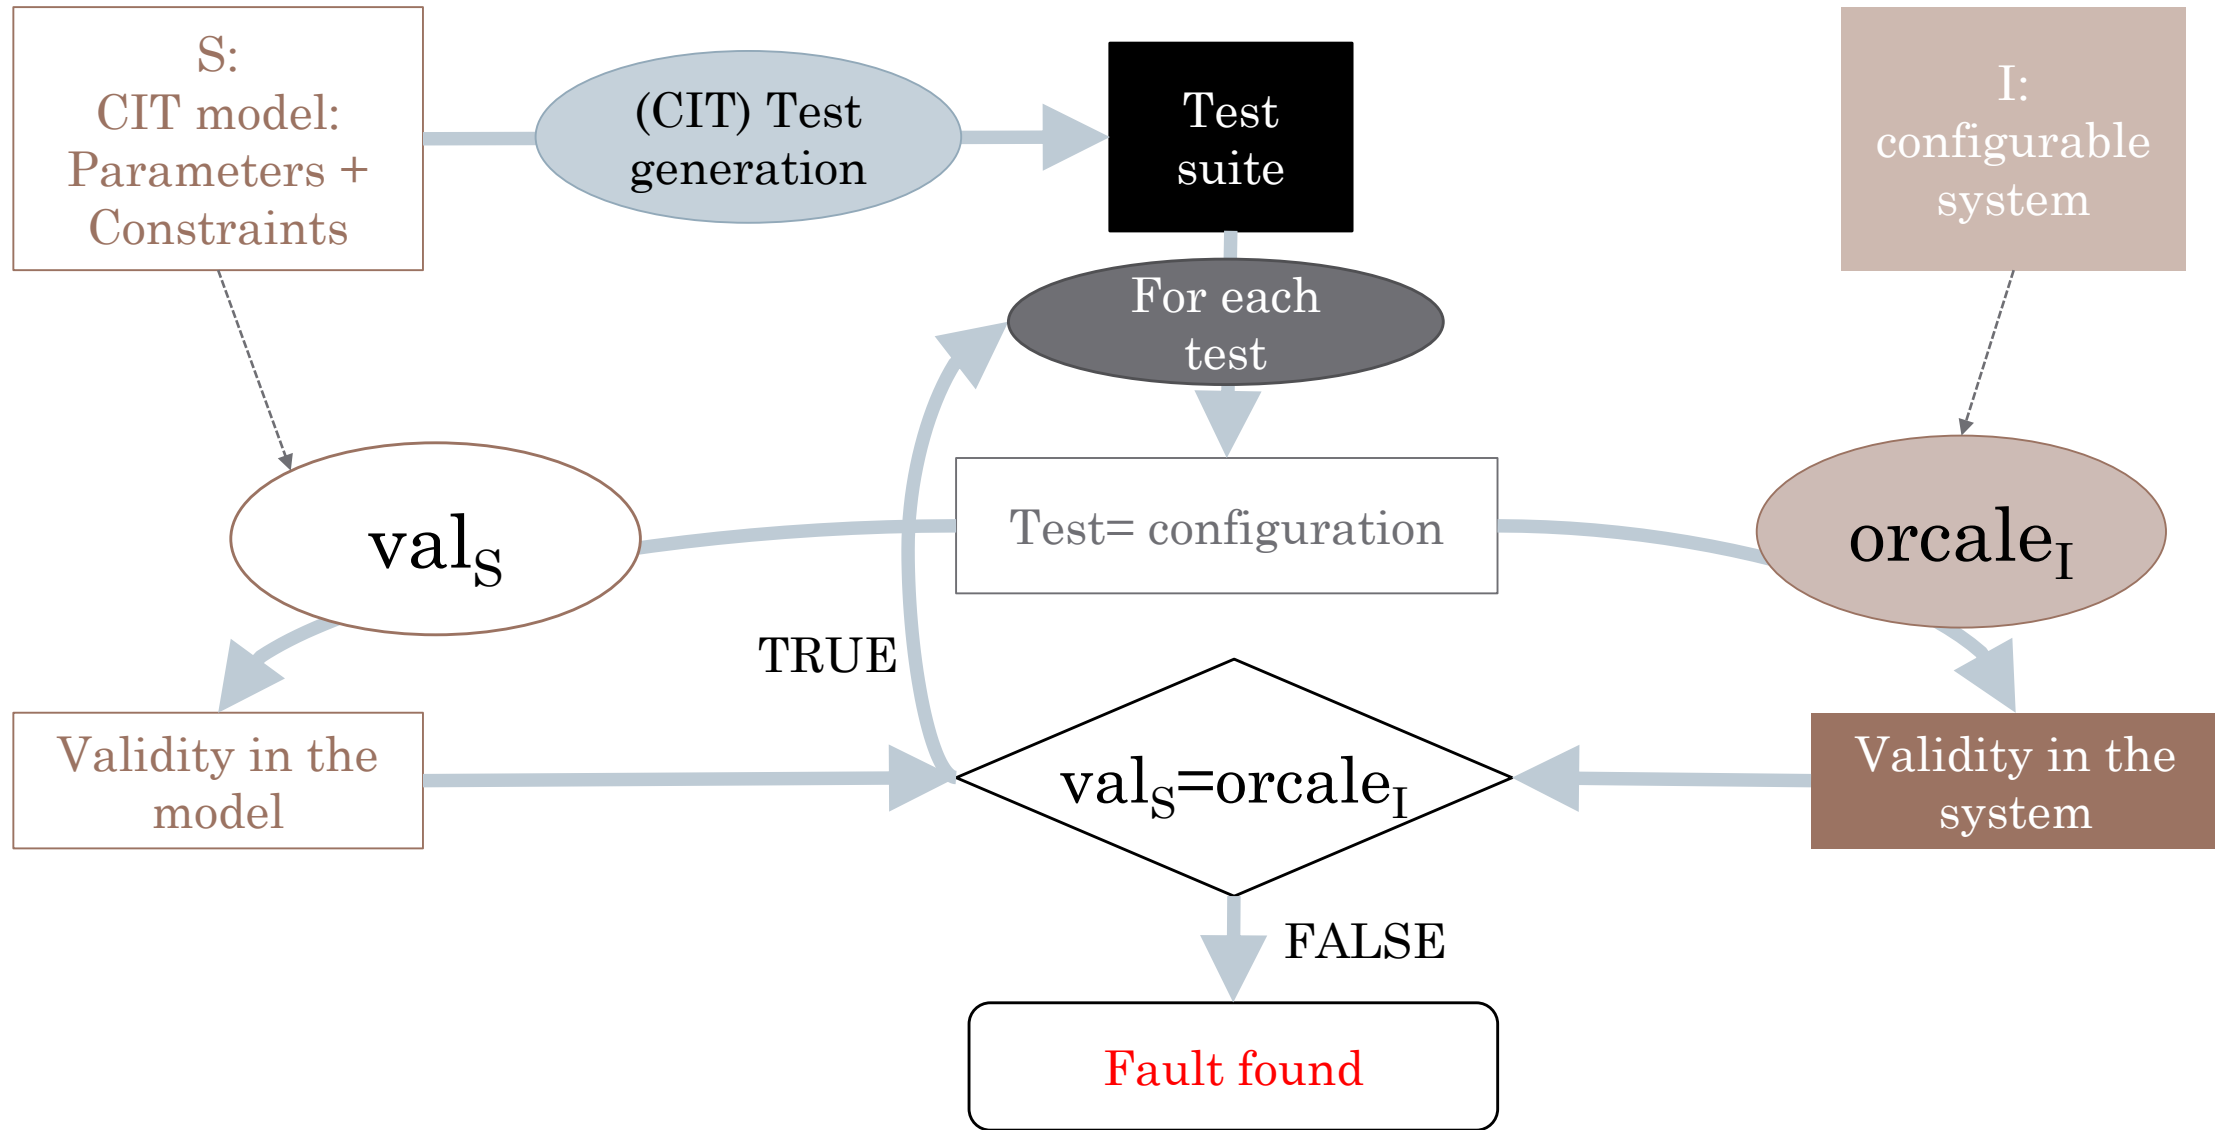 S:
CIT model:
Parameters +
Constraints
(CIT) Test
generation
Test
suite
I:
configurable
system
For each
test
valS
Test= configuration
orcaleI
TRUE
Validity in the
model
valS=orcaleI
Validity in the
system
FALSE
Fault found